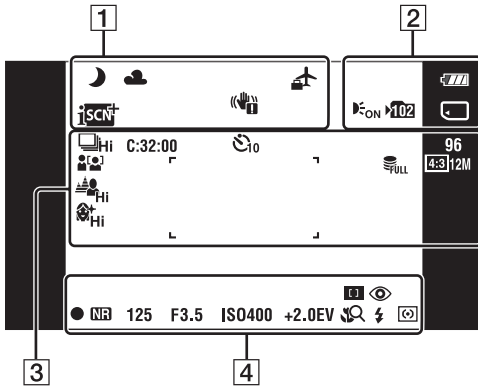 1
2
iSCN+
ON 102
Hi C:32:00 10 96
FULL 4:3 12M
Hi
Hi
NR 125 F3.5 ISO400 +2.0EV
3
4